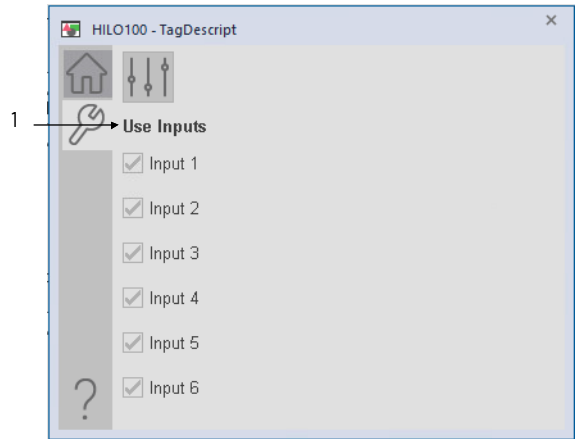 HILO100 - TagDescript
1
Use Inputs
Input 1
Input 2
Input 3
Input 4
Input 5
Input 6
?